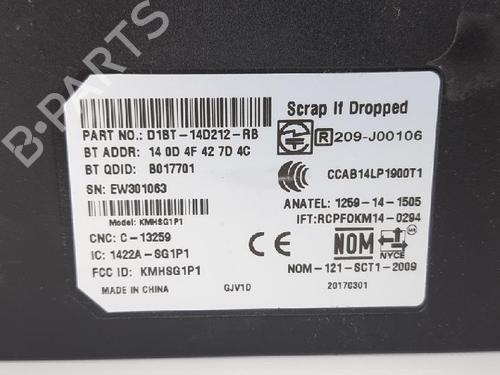 B-PARTS
Scrap If Dropped
PART NO.: D1BT-14D212-RB
R 209-J00106
BT ADDR: 14 0D 4F 42 7D 4C
BT QDID: B017701
CCAB14LP1900T1
SN: EW301063
ANATEL: 1269-14-1505
Model: KMHSG1P1
IFT:RCPFOKM14-0294
CNC: C-13259
CE
NOM
NYCE
IC: 1422A-SG1P1
FCC ID: KMHSG1P1
NOM-121-SCT1-2009
MADE IN CHINA
GJV1D
20170301